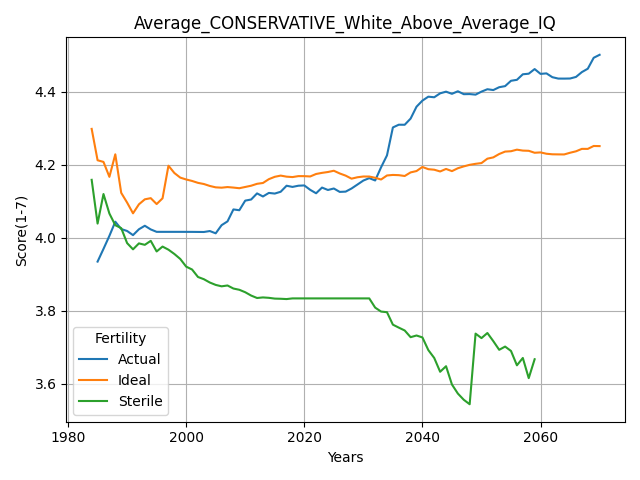 Average_CONSERVATIVE_White_Above_Average_IQ
Score(1-7)
4.4
4.2
4.0
3.8
3.6
Fertility
Actual
Ideal
Sterile
1980 2000 2020 2040 2060
Years